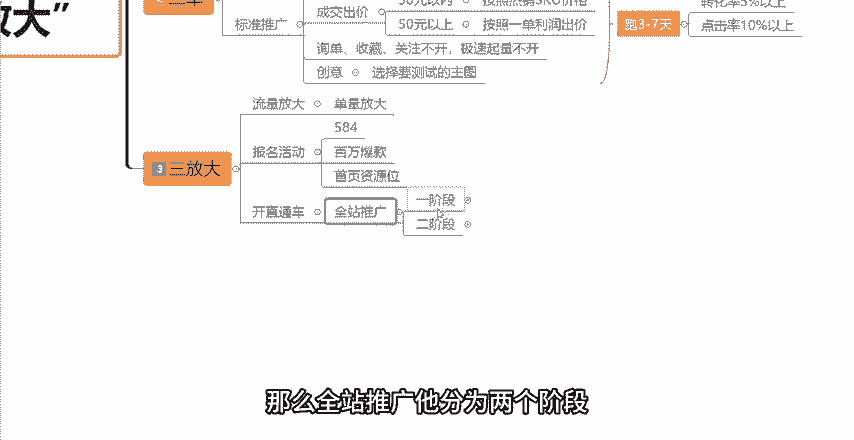 放大”
二车
标准推广
成交出价
50元以内
按照热销SKU价格
50元以上
按照一单利润出价
询单、收藏、关注不开，极速起量不开
创意
选择要测试的主图
跑3-7天
转化率5%以上
点击率10%以上
3 三放大
流量放大
单量放大
报名活动
584
百万爆款
首页资源位
开直通车
全站推广
一阶段
二阶段
那么全站推广他分为两个阶段